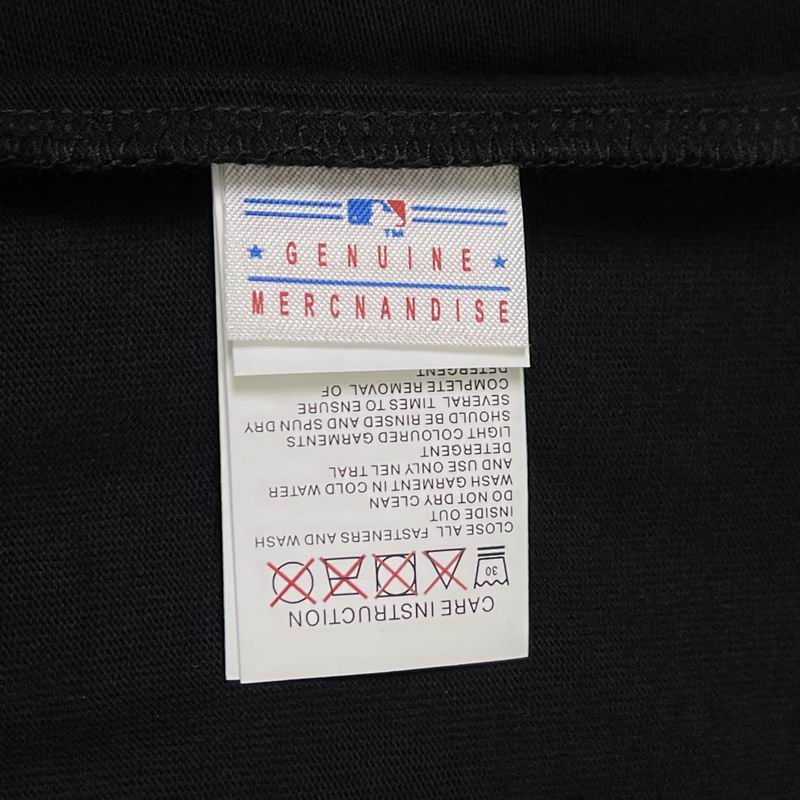 TM
GENUINE
MERCNANDISE
CARE INSTRUCTION
30
CLOSE ALL FASTENERS AND WASH
INSIDE OUT
DO NOT DRY CLEAN
WASH GARMENT IN COLD WATER
AND USE ONLY NEL TRAL
DETERGENT
LIGHT COLOURED GARMENTS
SHOULD BE RINSED AND SPUN DRY
SEVERAL TIMES TO ENSURE
COMPLETE REMOVAL OF
DETERGENT